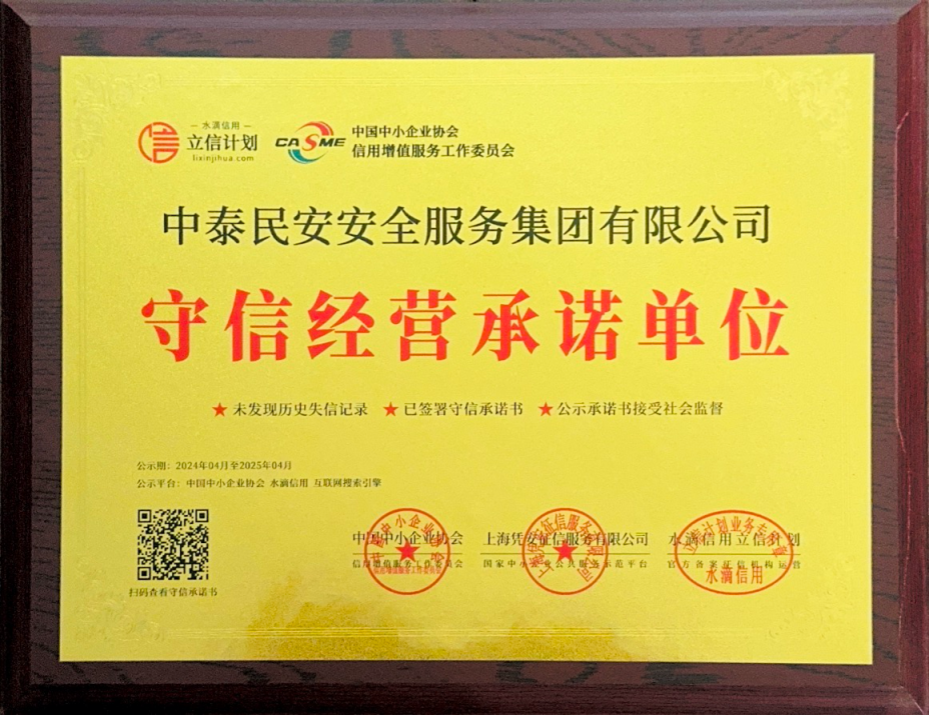 水滴信用
立信计划
lixinjihua.com
CASME
中国中小企业协会
信用增值服务工作委员会
中泰民安安全服务集团有限公司
守信经营承诺单位
★ 未发现历史失信记录 ★ 已签署守信承诺书 ★ 公示承诺书接受社会监督
公示期：2024年04月至2025年04月
公示平台：中国中小企业协会 水滴信用 互联网搜索引擎
中国中小企业协会 上海凭安征信服务有限公司 水滴信用立信计划
信用增值服务工作委员会 国家中小企业公共服务示范平台 官方备案征信机构运营
水滴信用
扫码查看守信承诺书